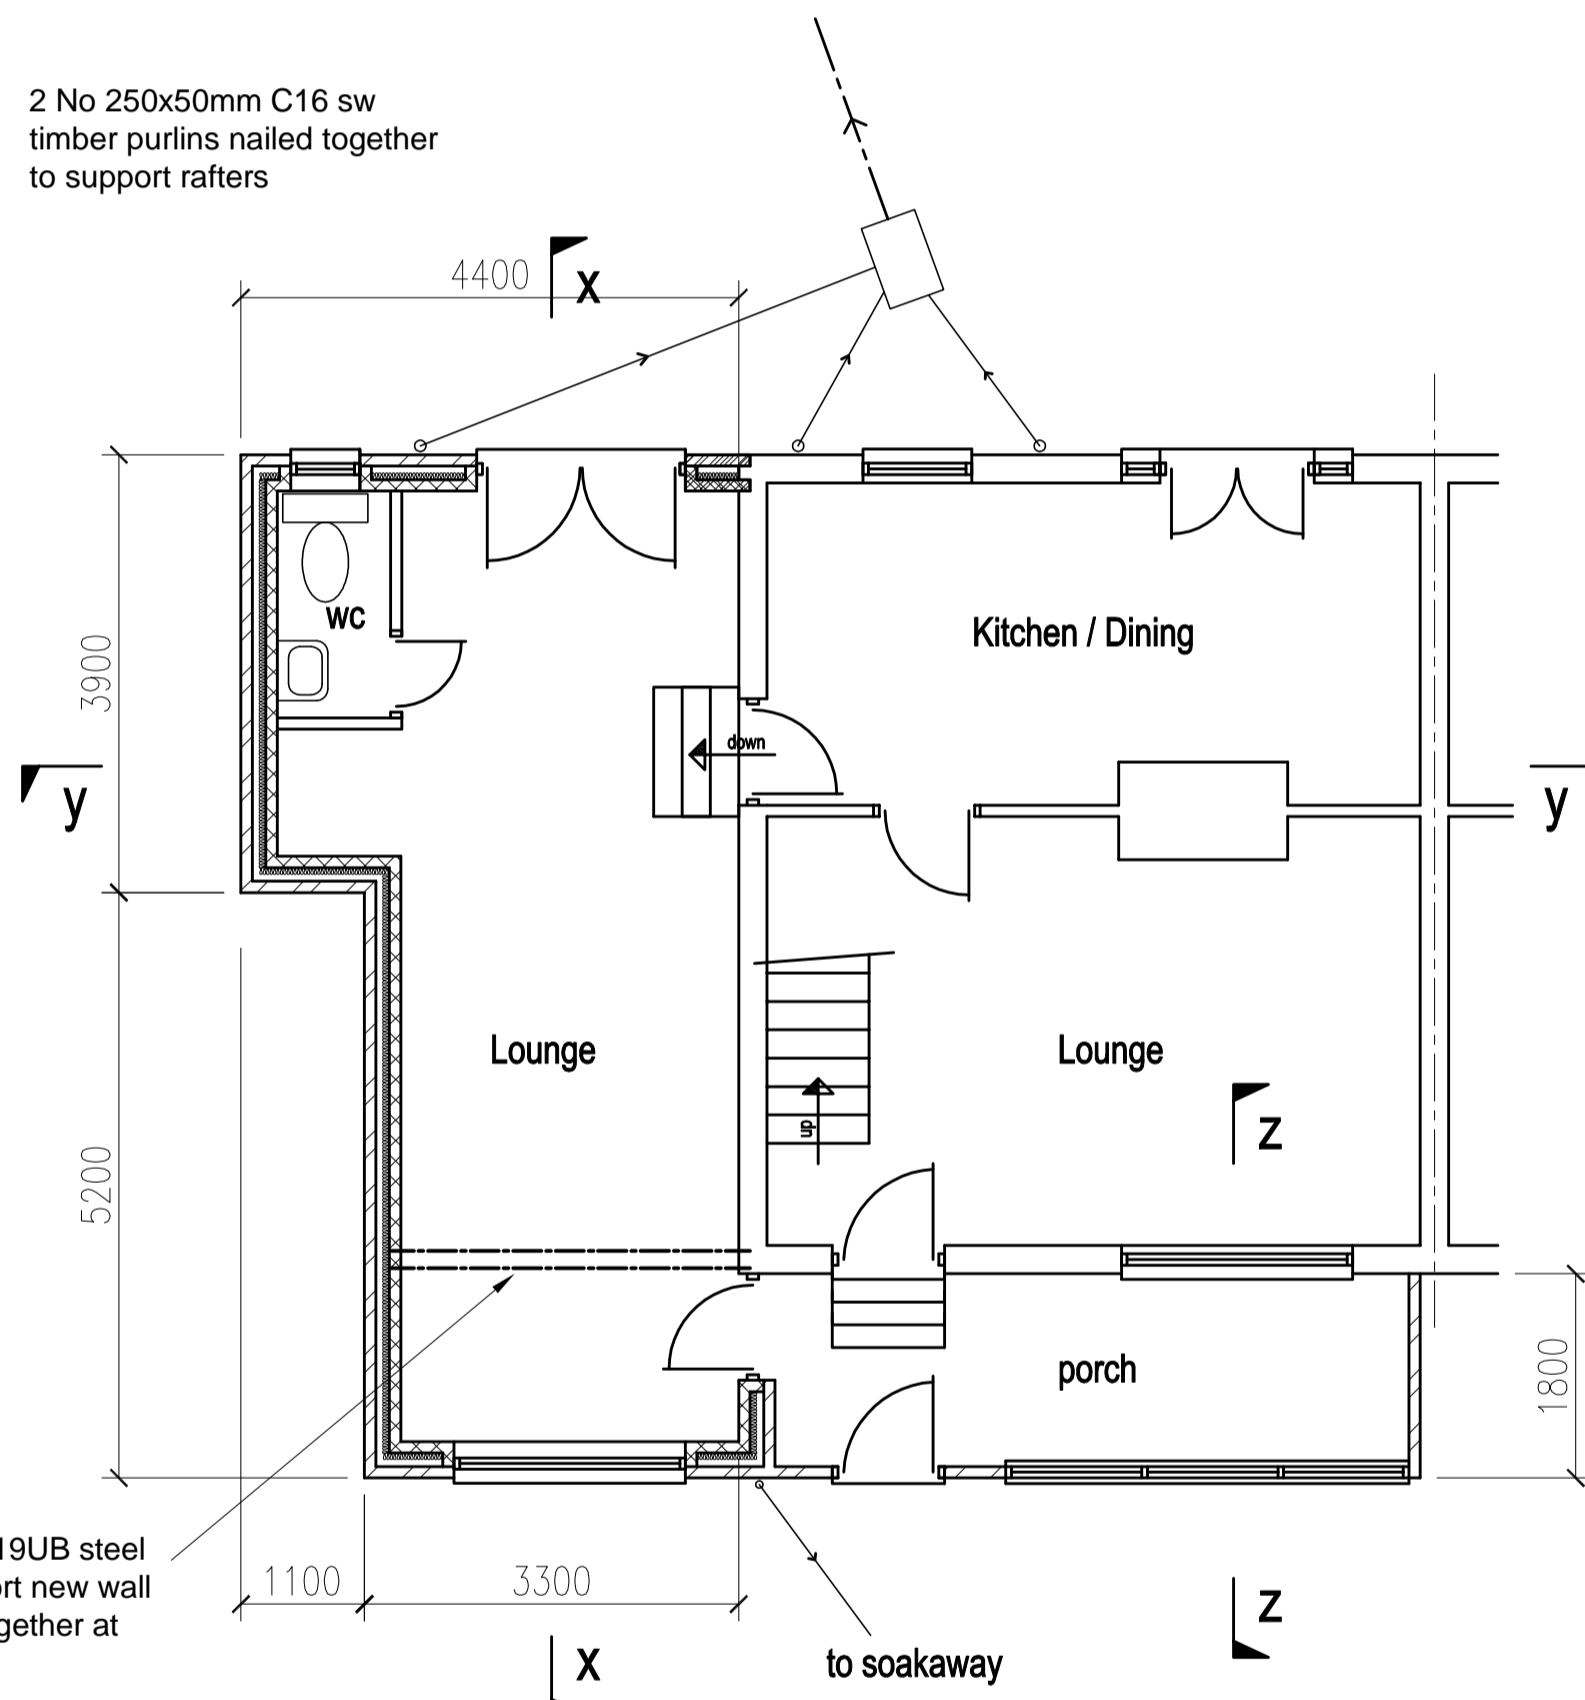 2 No 250x50mm C16 sw
timber purlins nailed together
to support rafters
4400
x
wc
Kitchen / Dining
3900
down
y
y
Lounge
Lounge
z
up
5200
porch
1800
19UB steel
rt new wall
gether at
1100
3300
z
x
to soakaway